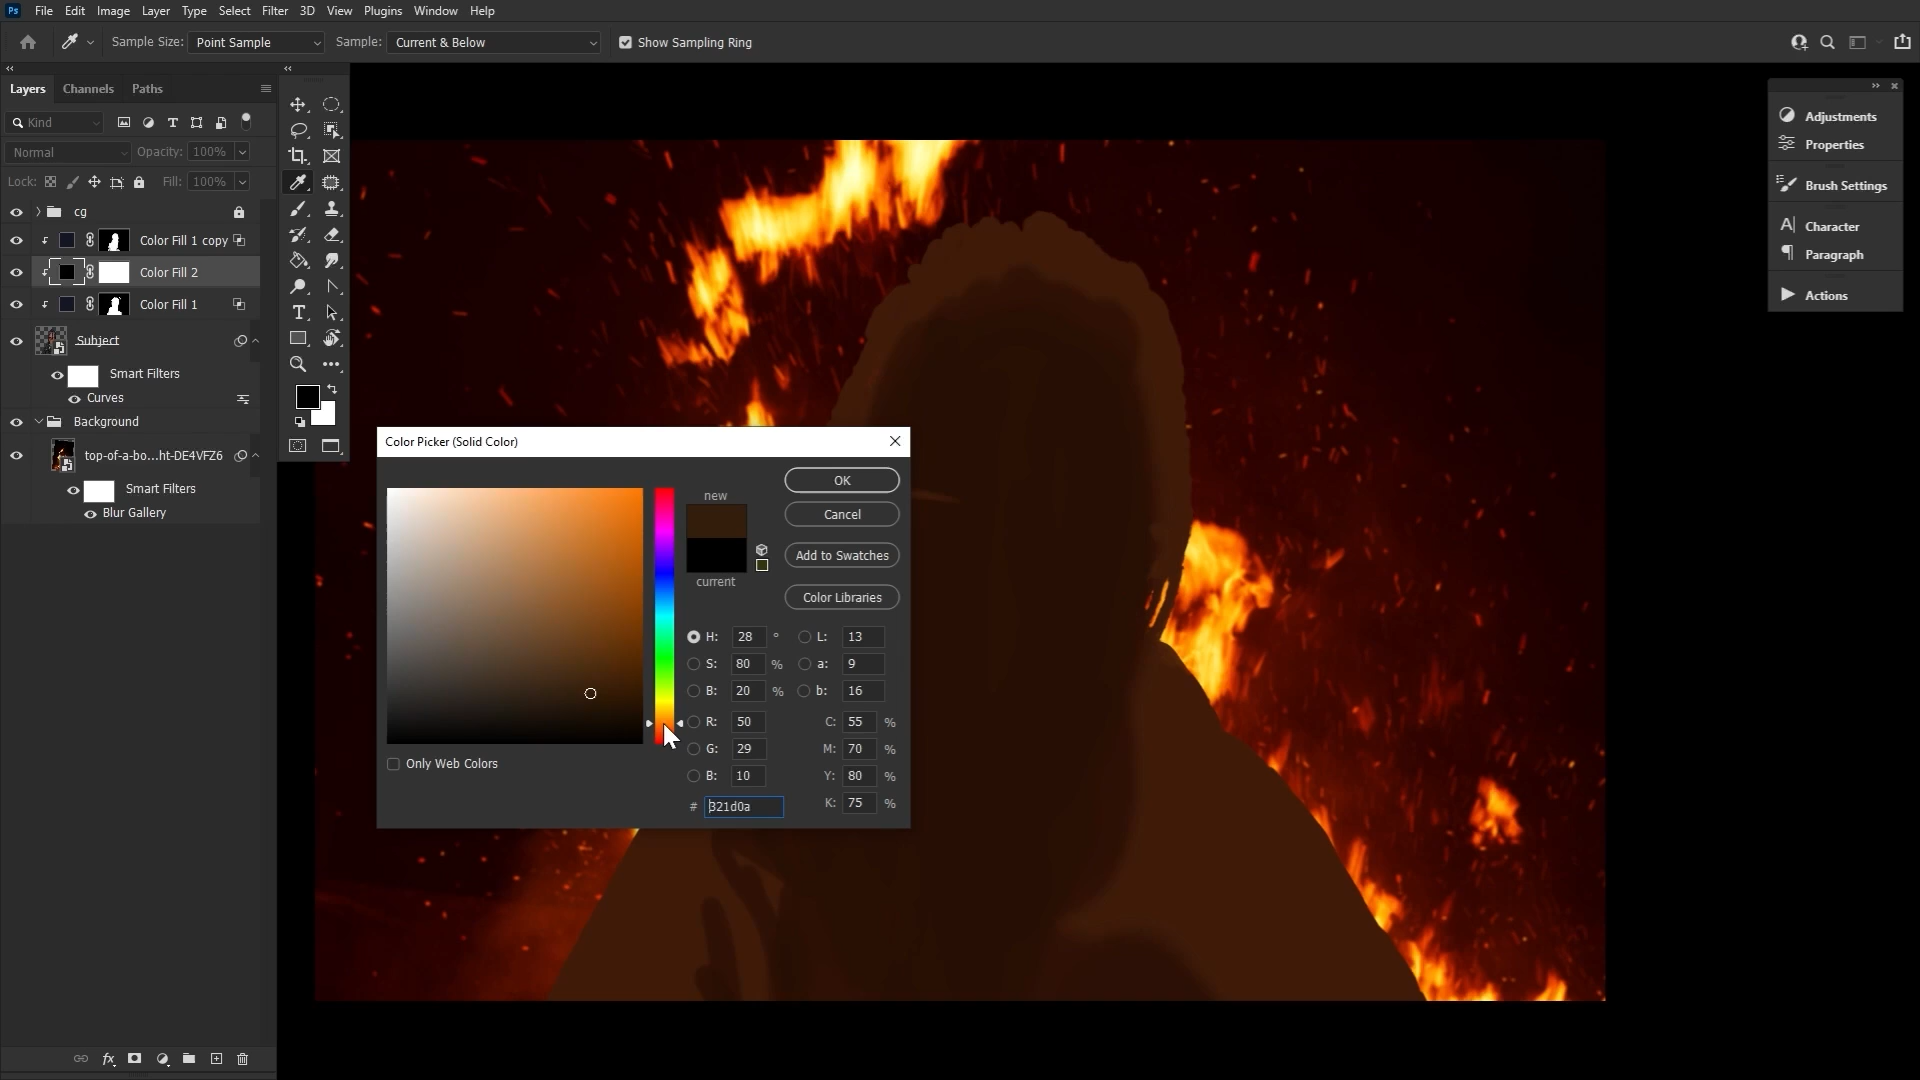 Ps File Edit Image Layer Type Select Filter 3D View Plugins Window Help
Sample Size: Point Sample Sample: Current & Below Show Sampling Ring
Layers Channels Paths
Kind
Normal Opacity: 100%
Lock: Fill: 100%
cg
Color Fill 1 copy
Color Fill 2
Color Fill 1
Subject
Smart Filters
Curves
Background
top-of-a-bo...ht-DE4VFZ6
Smart Filters
Blur Gallery
fx
Color Picker (Solid Color)
new
current
OK
Cancel
Add to Swatches
Color Libraries
H: 28 ° L: 13
S: 80 % a: 9
B: 20 % b: 16
R: 50 C: 55 %
G: 29 M: 70 %
B: 10 Y: 80 %
# 321d0a K: 75 %
Only Web Colors
Adjustments
Properties
Brush Settings
Character
Paragraph
Actions